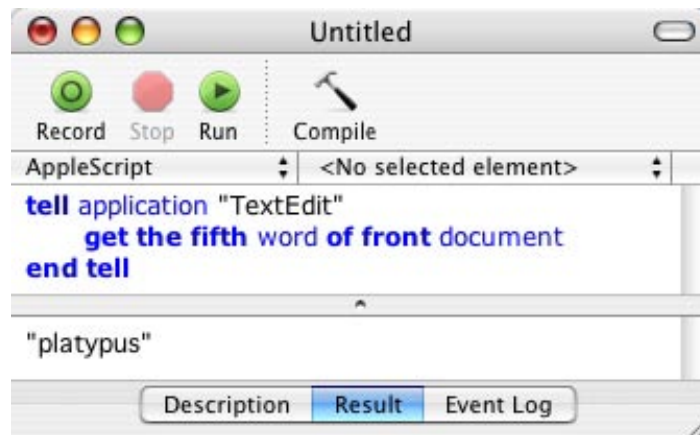 Untitled
Record Stop Run Compile
AppleScript <No selected element>
tell application "TextEdit"
get the fifth word of front document
end tell
"platypus"
Description Result Event Log